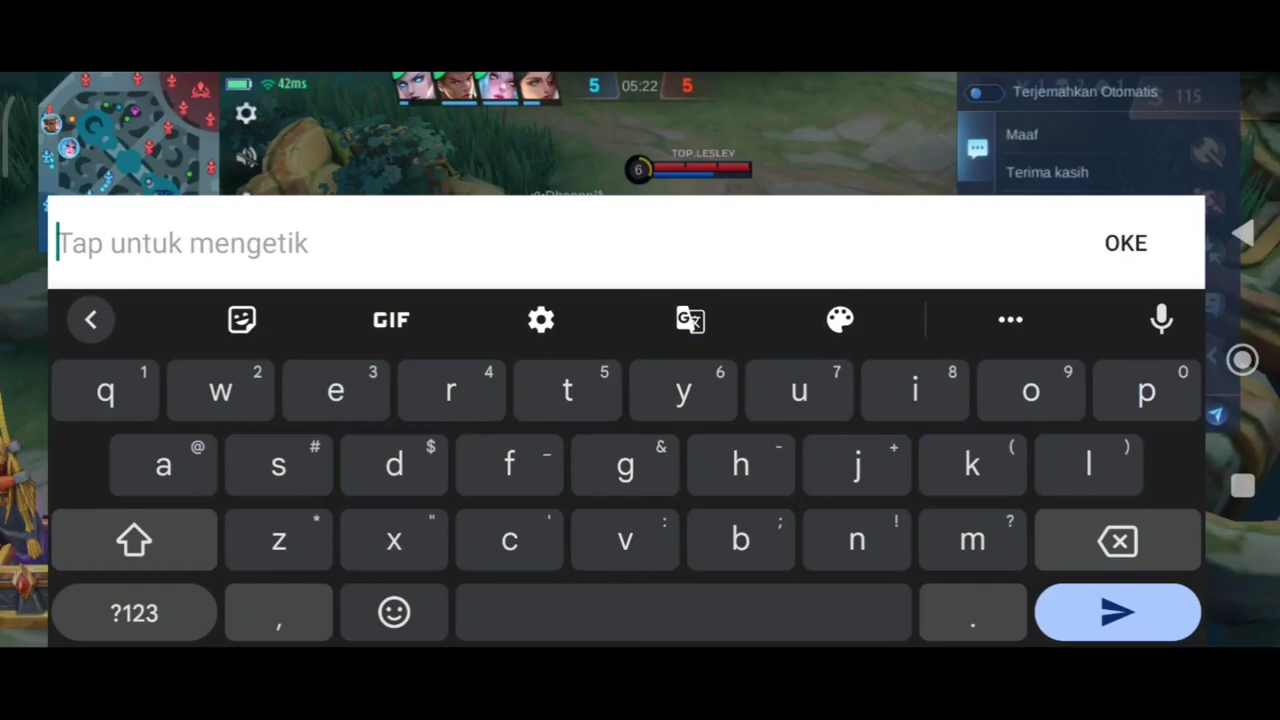 42ms
5 05:22 5
Terjemahkan Otomatis
115
Maaf
TOP.LESLEY
6
Terima kasih
Tap untuk mengetik
OKE
GIF
q 1 w 2 e 3 r 4 t 5 y 6 u 7 i 8 o 9 p 0
a @ s # d $ f _ g & h - j + k ( l )
z * x " c ' v : b ; n ! m ?
?123 , .